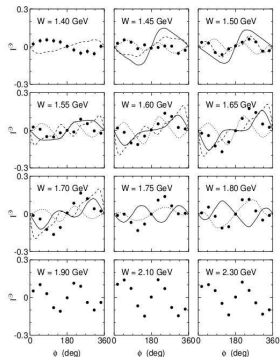 0.3
W = 1.40 GeV
W = 1.45 GeV
W = 1.50 GeV
-0.3
0.3
W = 1.55 GeV
W = 1.60 GeV
W = 1.65 GeV
0
-0.3
0.3
W = 1.70 GeV
W = 1.75 GeV
W = 1.80 GeV
0
-0.3
0.3
W = 1.90 GeV
W = 2.10 GeV
W = 2.30 GeV
0
-0.3
0 180 360 180 360 180 360
φ (deg) φ (deg) φ (deg)